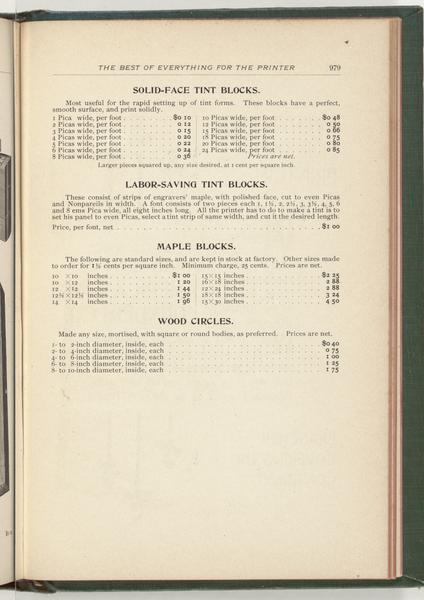 THE BEST OF EVERYTHING FOR THE PRINTER 979
SOLID-FACE TINT BLOCKS.
Most useful for the rapid setting up of tint forms. These blocks have a perfect,
smooth surface, and print solidly.
1 Pica wide, per foot . . . . . . . $0 10
2 Picas wide, per foot . . . . . . . 0 12
3 Picas wide, per foot . . . . . . . 0 15
4 Picas wide, per foot . . . . . . . 0 20
5 Picas wide, per foot . . . . . . . 0 22
6 Picas wide, per foot . . . . . . . 0 24
8 Picas wide, per foot . . . . . . . 0 36
10 Picas wide, per foot . . . . . . . $0 48
12 Picas wide, per foot . . . . . . . 0 59
15 Picas wide, per foot . . . . . . . 0 66
18 Picas wide, per foot . . . . . . . 0 75
20 Picas wide, per foot . . . . . . . 0 80
24 Picas wide, per foot . . . . . . . 0 85
Prices are net.
Larger pieces squared up, any size desired, at 1 cent per square inch.
LABOR-SAVING TINT BLOCKS.
These consist of strips of engravers' maple, with polished face, cut to even Picas
and Nonpareils in width. A font consists of two pieces each 1, 1½, 2, 2½, 3, 3½, 4, 5, 6
and 8 ems Pica wide, all eight inches long. All the printer has to do to make a tint is to
set his panel to even Picas, select a tint strip of same width, and cut it the desired length.
Price, per font, net . . . . . . . $1 00
MAPLE BLOCKS.
The following are standard sizes, and are kept in stock at factory. Other sizes made
to order for 1¼ cents per square inch. Minimum charge, 25 cents. Prices are net.
10 ×10 inches . . . . . . . $1 00
10 ×12 inches . . . . . . . 1 20
12 ×12 inches . . . . . . . 1 44
12½×12½ inches . . . . . . . 1 50
14 ×14 inches . . . . . . . 1 96
15×15 inches . . . . . . . $2 25
16×18 inches . . . . . . . 2 88
12×24 inches . . . . . . . 2 88
18×18 inches . . . . . . . 3 24
15×30 inches . . . . . . . 4 50
WOOD CIRCLES.
Made any size, mortised, with square or round bodies, as preferred. Prices net.
1- to 2-inch diameter, inside, each . . . . . . . $0 40
2- to 4-inch diameter, inside, each . . . . . . . 0 75
4- to 6-inch diameter, inside, each . . . . . . . 1 00
6- to 8-inch diameter, inside, each . . . . . . . 1 25
8- to 10-inch diameter, inside, each . . . . . . . 1 75